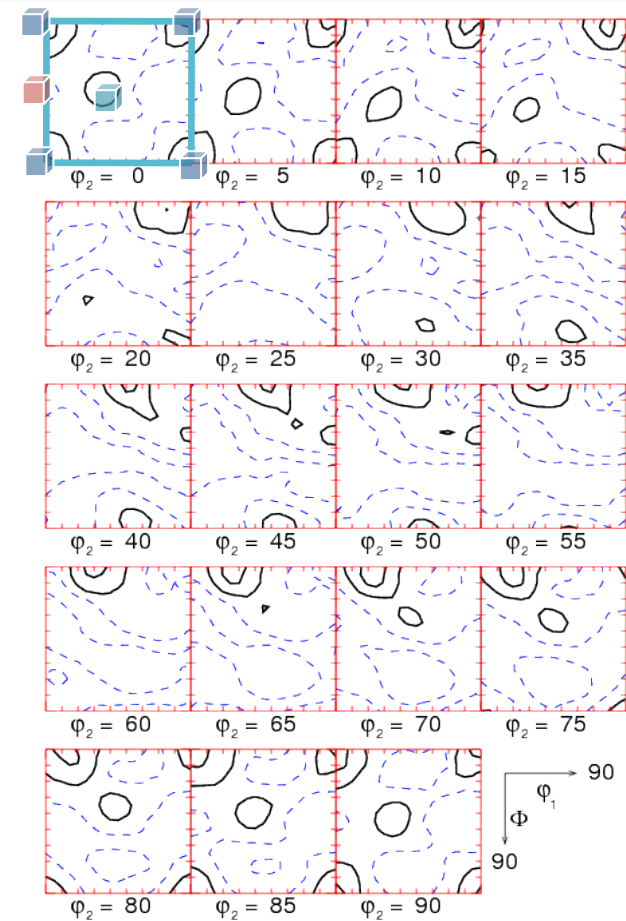 φ₂ = 0 φ₂ = 5 φ₂ = 10 φ₂ = 15
φ₂ = 20 φ₂ = 25 φ₂ = 30 φ₂ = 35
φ₂ = 40 φ₂ = 45 φ₂ = 50 φ₂ = 55
φ₂ = 60 φ₂ = 65 φ₂ = 70 φ₂ = 75
90
φ₁
Φ
90
φ₂ = 80 φ₂ = 85 φ₂ = 90